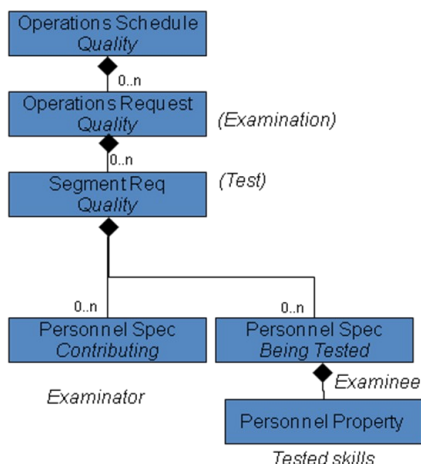 Operations Schedule
Quality
0..n
Operations Request
Quality
(Examination)
0..n
Segment Req
Quality
(Test)
0..n
0..n
Personnel Spec
Contributing
Personnel Spec
Being Tested
Examinator
Examinee
Personnel Property
Tested skills